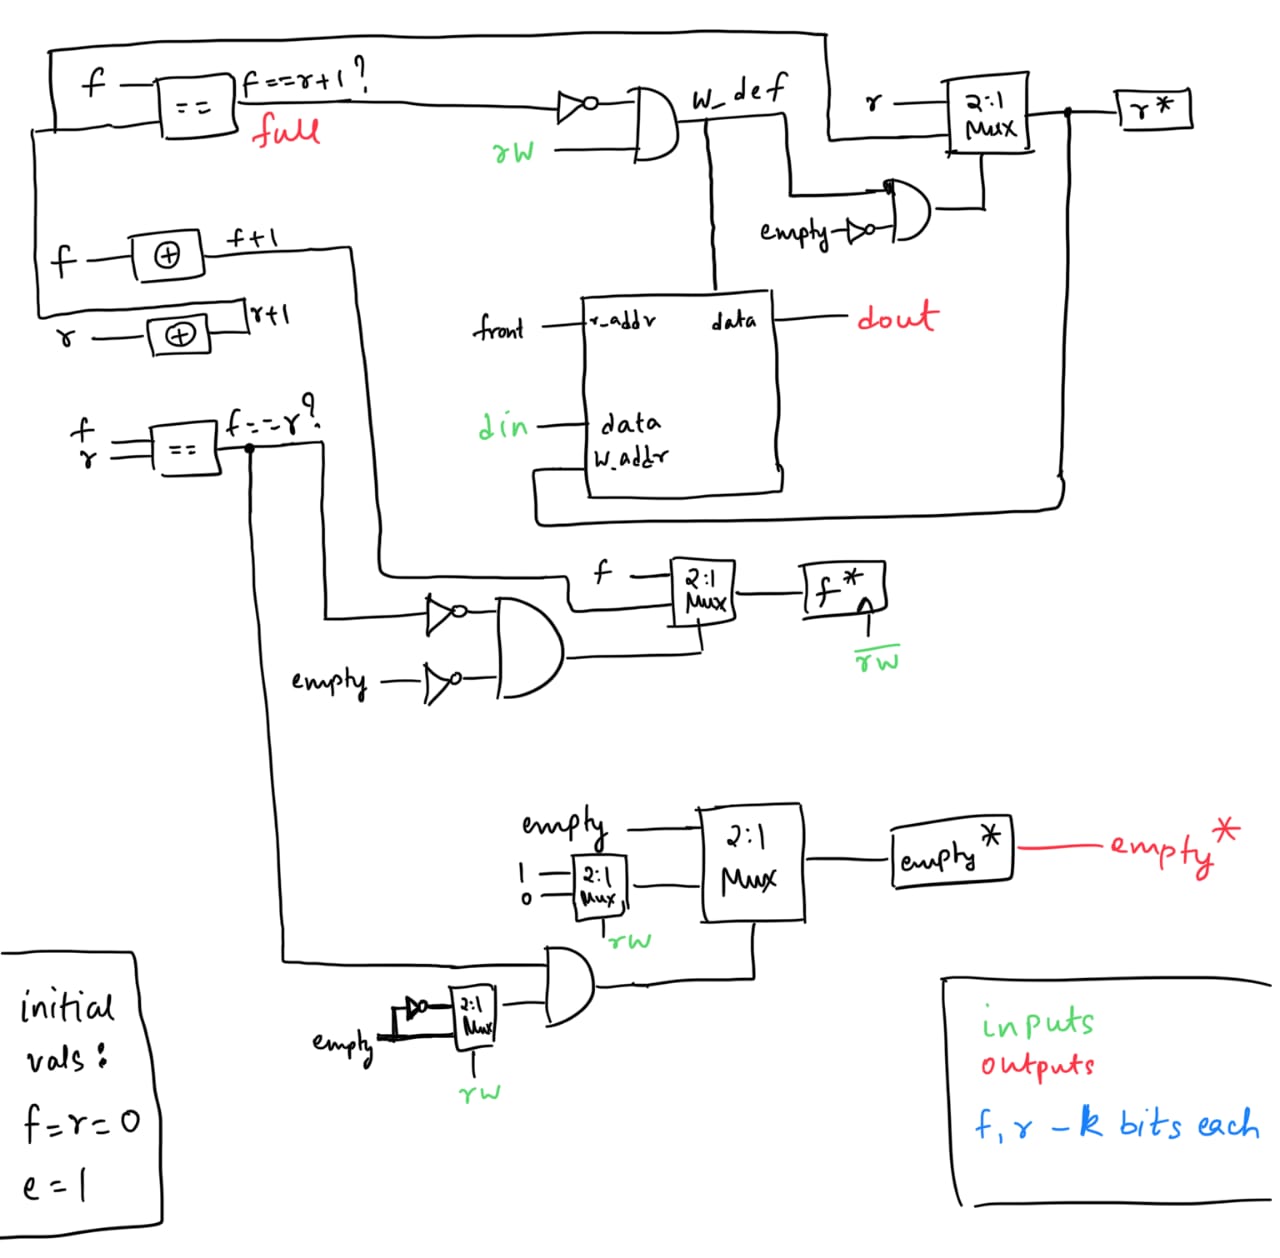 f
==
f==r+1?
full
rw
w_def
r
2:1
Mux
r*
empty
f
f+1
r
r+1
front
r_addr
data
dout
din
data
w_addr
f
r
==
f==r?
f
2:1
Mux
f*
rw
empty
empty
2:1
Mux
empty*
empty*
1
0
2:1
Mux
rw
empty
2:1
Mux
rw
initial
vals:
f=r=0
e=1
inputs
outputs
f, r - k bits each